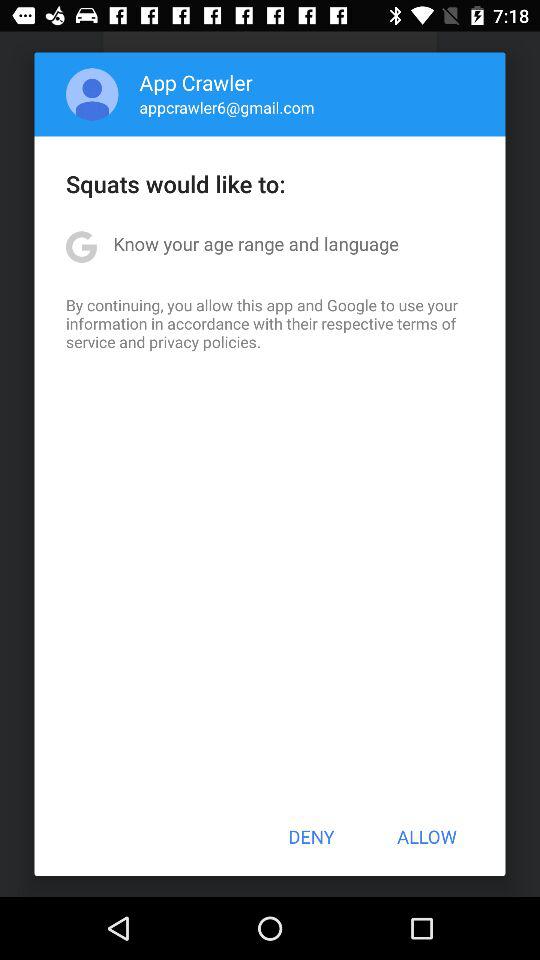 7:18
App Crawler
appcrawler6@gmail.com
Squats would like to:
G Know your age range and language
By continuing, you allow this app and Google to use your
information in accordance with their respective terms of
service and privacy policies.
DENY ALLOW